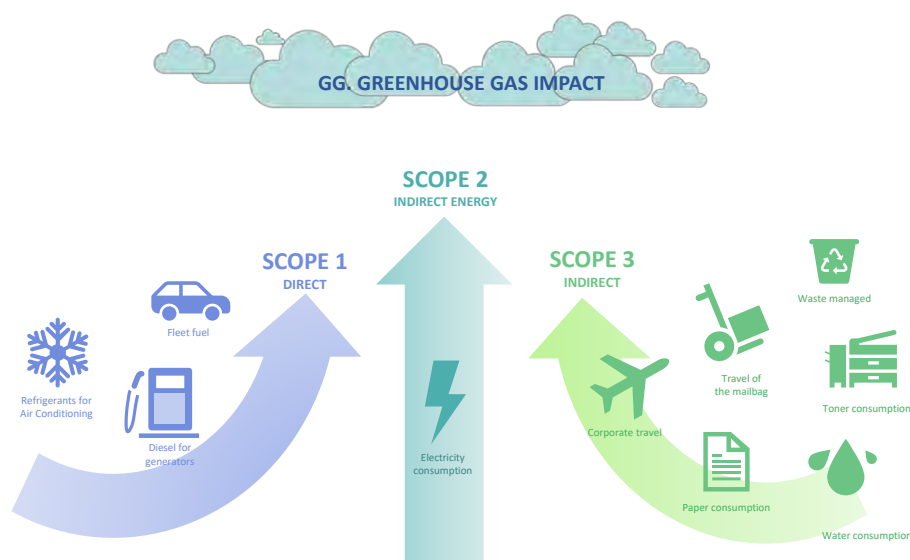 GG. GREENHOUSE GAS IMPACT
SCOPE 2
INDIRECT ENERGY
SCOPE 1
DIRECT
SCOPE 3
INDIRECT
Fleet fuel
Refrigerants for
Air Conditioning
Diesel for
generators
Electricity
consumption
Waste managed
Travel of
the mailbag
Toner consumption
Corporate travel
Paper consumption
Water consumption